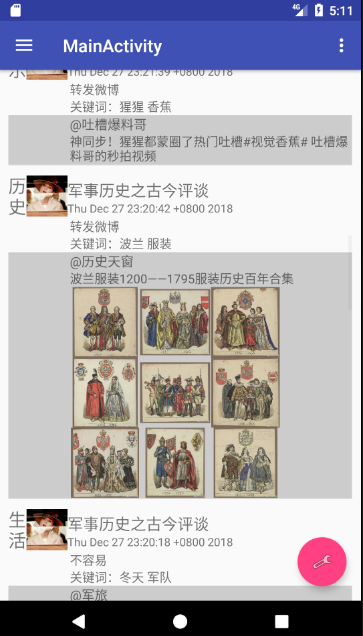 4G 5:11
MainActivity
乐
Thu Dec 27 23:21:39 +0800 2018
转发微博
关键词：猩猩 香蕉
@吐槽爆料哥
神同步！猩猩都蒙圈了热门吐槽#视觉香蕉# 吐槽爆
料哥的秒拍视频
历
史
军事历史之古今评谈
Thu Dec 27 23:20:42 +0800 2018
转发微博
关键词：波兰 服装
@历史天窗
波兰服装1200——1795服装历史百年合集
生
活
军事历史之古今评谈
Thu Dec 27 23:20:18 +0800 2018
不容易
关键词：冬天 军队
@军旅